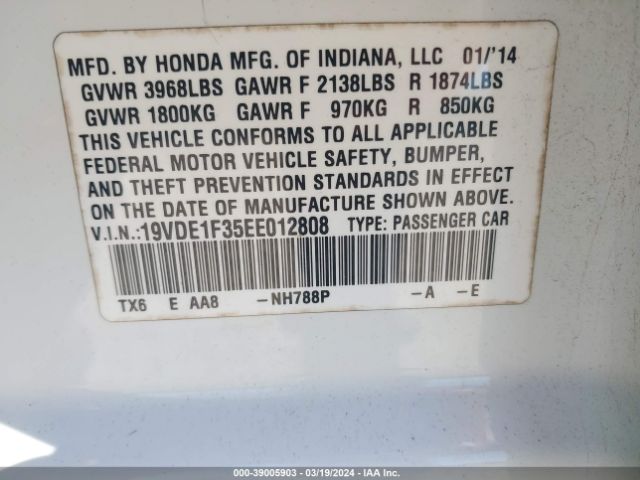 MFD. BY HONDA MFG. OF INDIANA, LLC 01/'14
GVWR 3968LBS GAWR F 2138LBS R 1874LBS
GVWR 1800KG GAWR F 970KG R 850KG
THIS VEHICLE CONFORMS TO ALL APPLICABLE
FEDERAL MOTOR VEHICLE SAFETY, BUMPER,
AND THEFT PREVENTION STANDARDS IN EFFECT
ON THE DATE OF MANUFACTURE SHOWN ABOVE.
V.I.N.:19VDE1F35EE012808 TYPE: PASSENGER CAR
TX6 E AA8 -NH788P -A -E
000-39005903 - 03/19/2024 - IAA Inc.